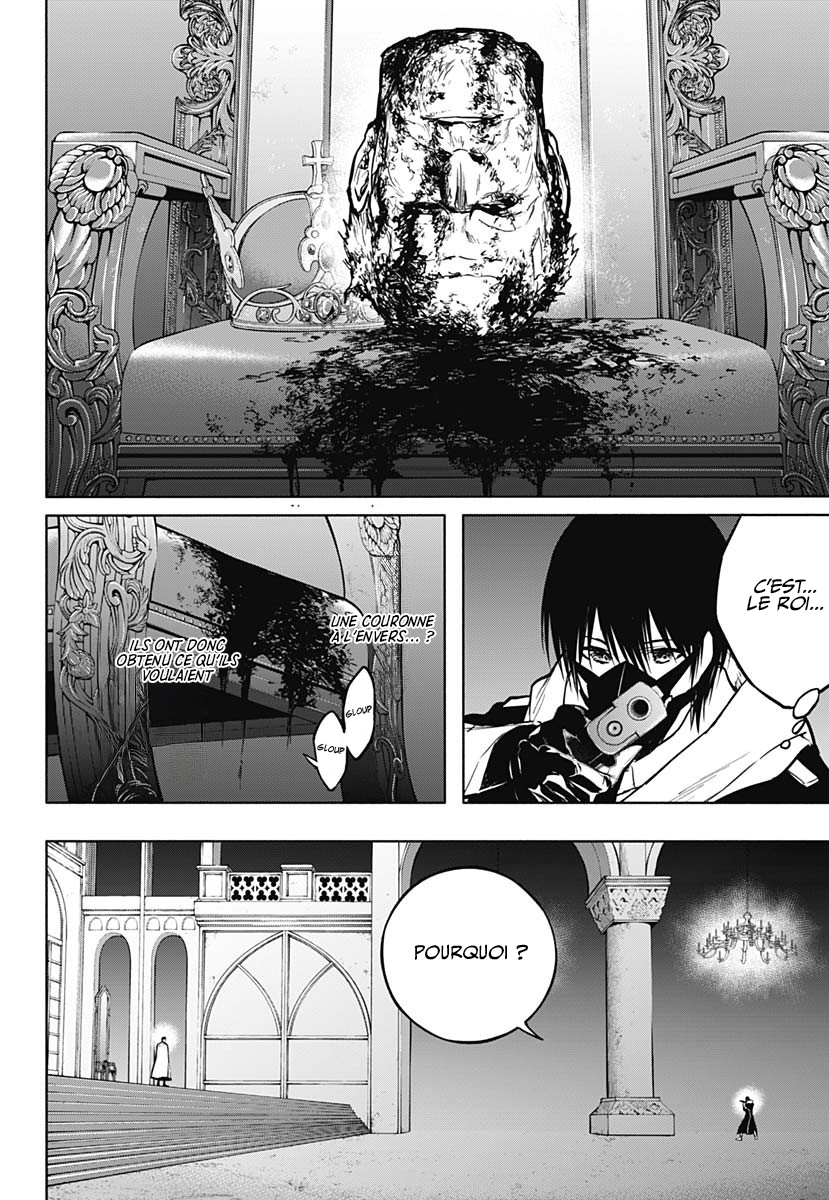 C'EST...
LE ROI...
UNE COURONNE
À L'ENVERS... ?
GLOUP
GLOUP
ILS ONT DONC
OBTENU CE QU'ILS
VOULAIENT
POURQUOI ?